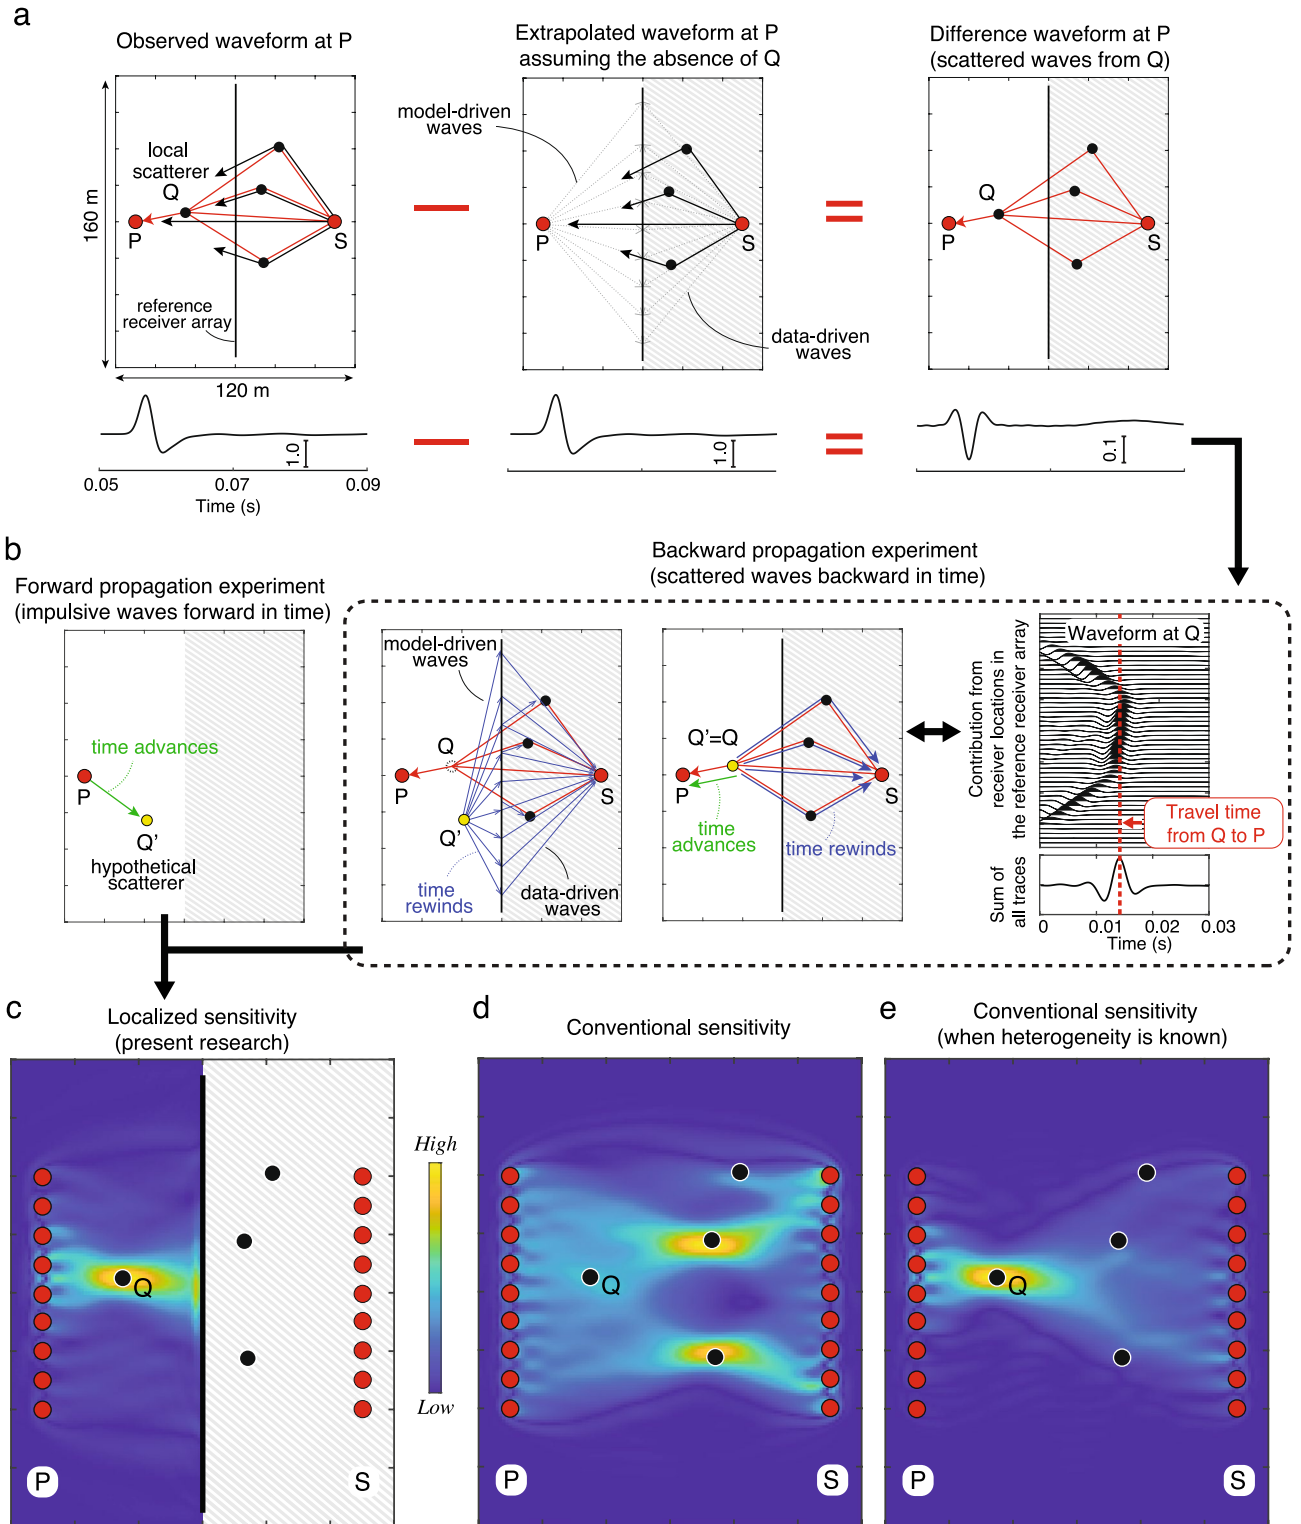 a
Observed waveform at P
Extrapolated waveform at P
assuming the absence of Q
Difference waveform at P
(scattered waves from Q)
160 m
local
scatterer
Q
P
S
reference
receiver array
120 m
model-driven
waves
P
S
data-driven
waves
Q
P
S
1.0
0.05
0.07
0.09
Time (s)
1.0
0.1
b
Forward propagation experiment
(impulsive waves forward in time)
Backward propagation experiment
(scattered waves backward in time)
time advances
P
Q'
hypothetical
scatterer
model-driven
waves
Q
P
S
Q'
time
rewinds
data-driven
waves
Q'=Q
P
S
time
advances
time rewinds
Contribution from
receiver locations in
the reference receiver array
Waveform at Q
Travel time
from Q to P
Sum of
all traces
0
0.01
0.02
0.03
Time (s)
c
Localized sensitivity
(present research)
Q
P
S
High
Low
d
Conventional sensitivity
Q
P
S
e
Conventional sensitivity
(when heterogeneity is known)
Q
P
S